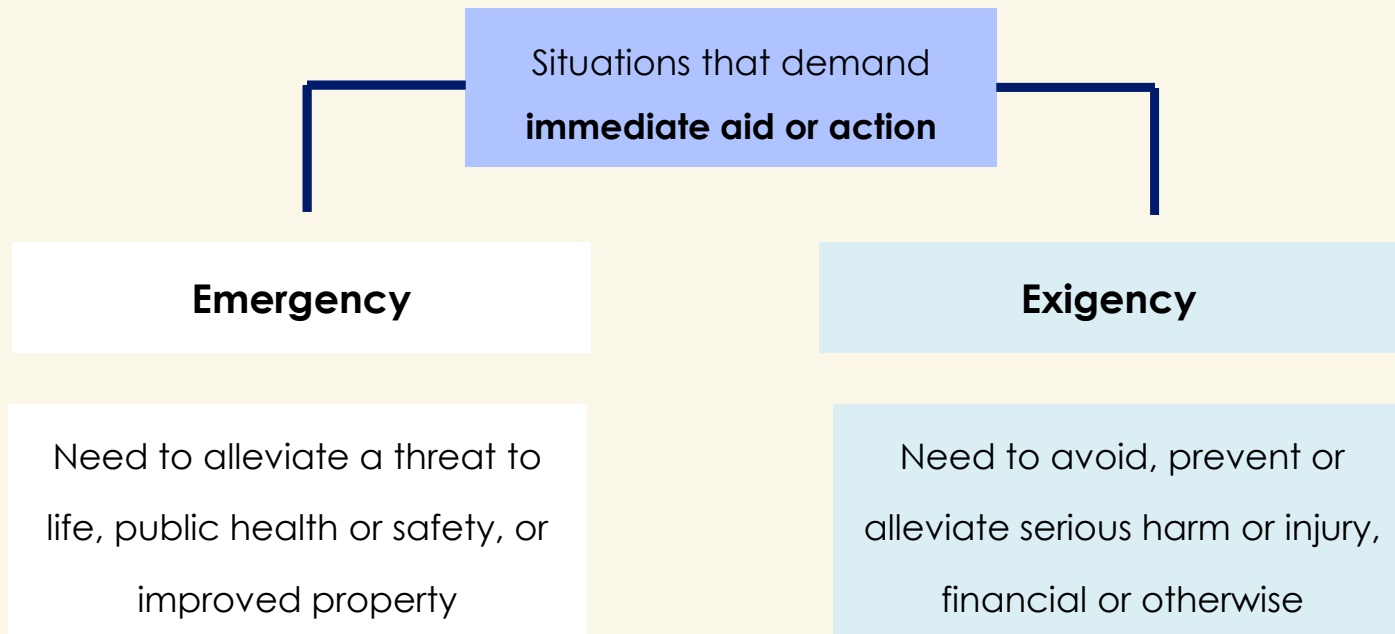 Situations that demand
immediate aid or action
Emergency
Exigency
Need to alleviate a threat to
life, public health or safety, or
improved property
Need to avoid, prevent or
alleviate serious harm or injury,
financial or otherwise